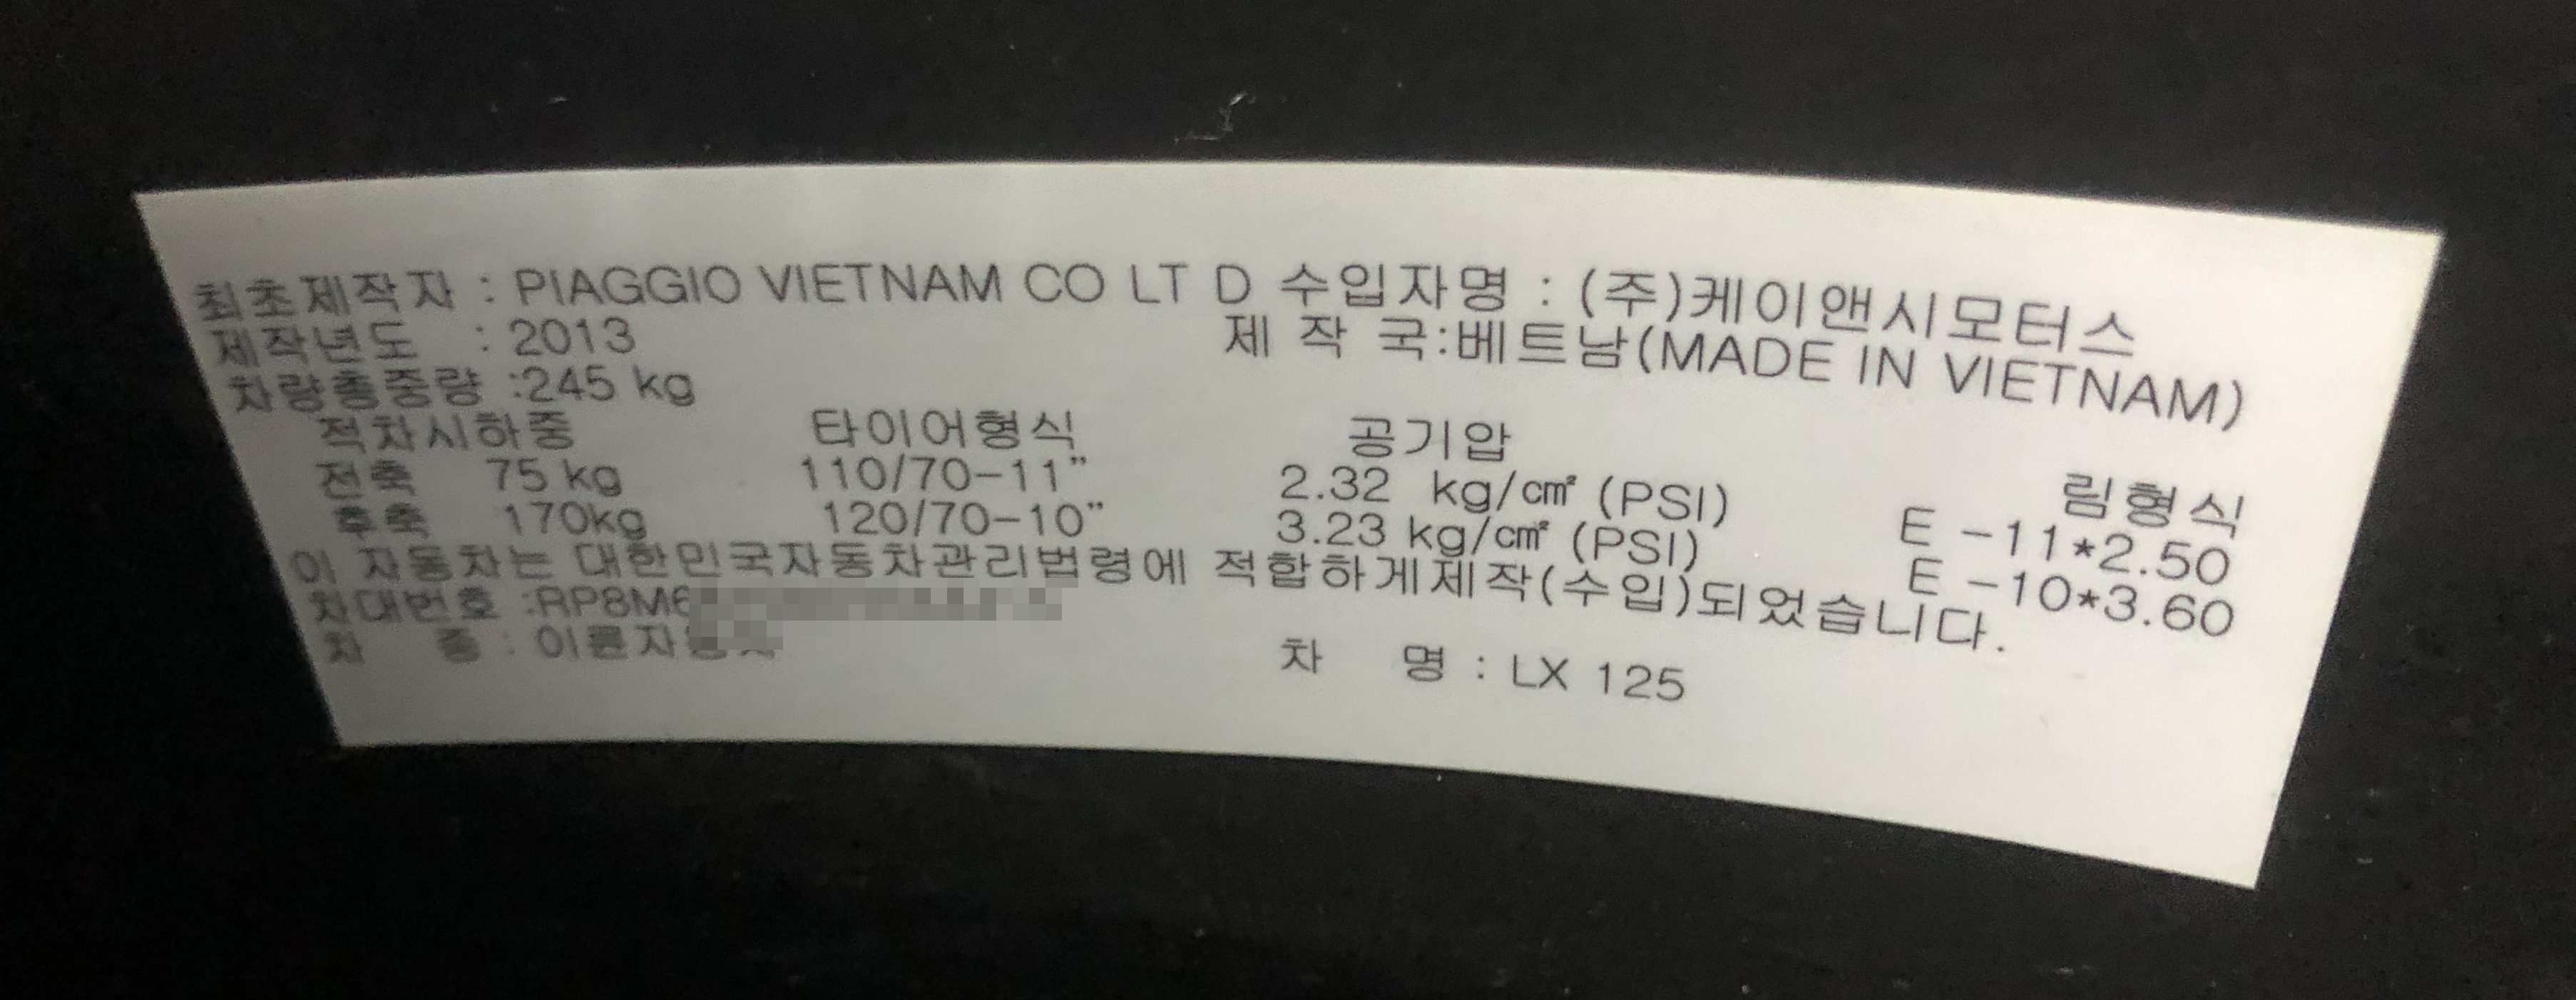 최초제작자 : PIAGGIO VIETNAM CO LT D 수입자명 : (주)케이앤시모터스
제작년도 : 2013 제 작 국:베트남(MADE IN VIETNAM)
차량총중량 :245 kg
적차시하중 타이어형식 공기압 림형식
전축 75 kg 110/70-11" 2.32 kg/㎠ (PSI) E -11*2.50
후축 170kg 120/70-10" 3.23 kg/㎠ (PSI) E -10*3.60
이 자동차는 대한민국자동차관리법령에 적합하게제작(수입)되었습니다.
차대번호 :RP8M6
차 종 : 이륜자 차 명 : LX 125